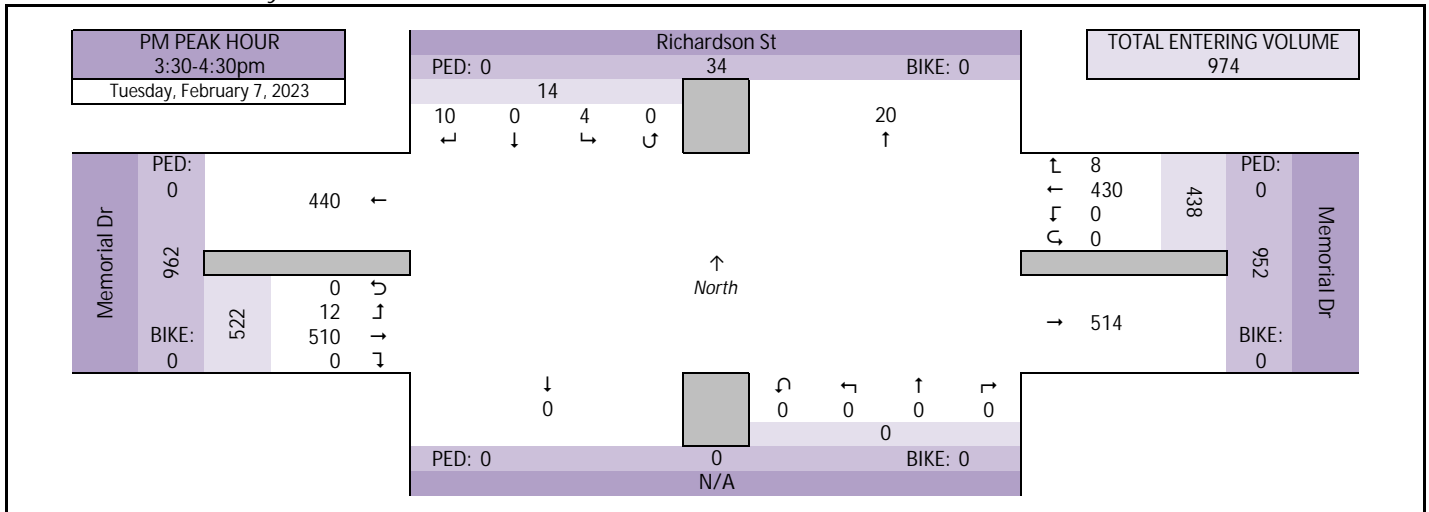 PM PEAK HOUR
3:30-4:30pm
Tuesday, February 7, 2023
Richardson St
PED: 0 34 BIKE: 0
14
10 0 4 0
20
TOTAL ENTERING VOLUME
974
Memorial Dr
PED:
0
962
BIKE:
0
440
522
0
12
510
0
↑
North
8
430
0
0
438
514
PED:
0
952
BIKE:
0
Memorial Dr
0
0 0 0 0
0
PED: 0 0 BIKE: 0
N/A